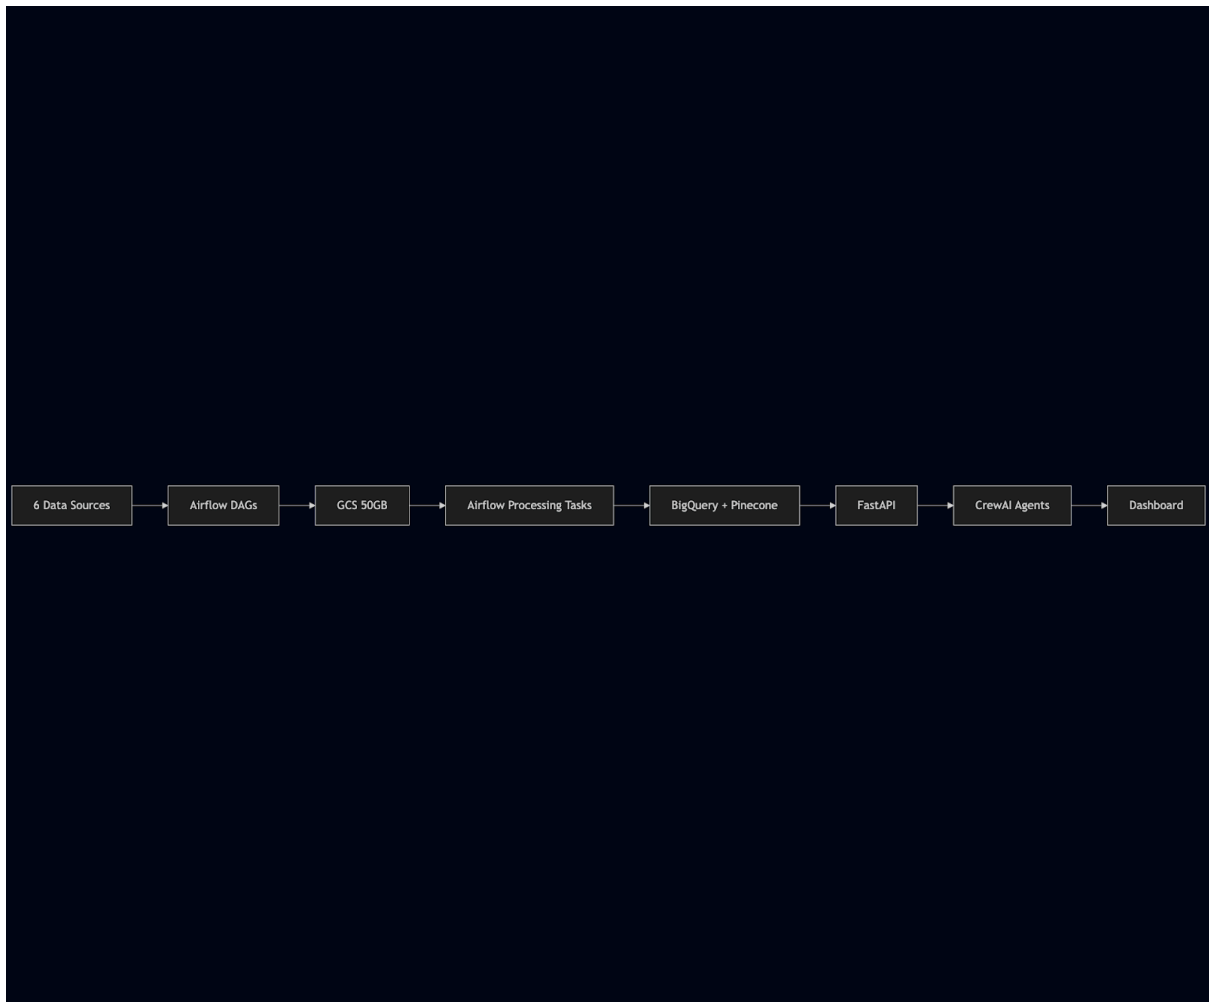 6 Data Sources
Airflow DAGs
GCS 50GB
Airflow Processing Tasks
BigQuery + Pinecone
FastAPI
CrewAI Agents
Dashboard